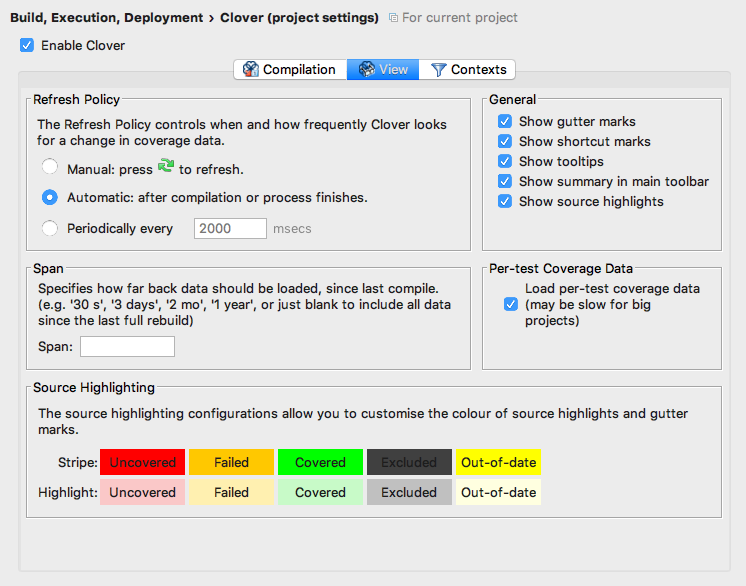 Build, Execution, Deployment › Clover (project settings) For current project
Enable Clover
Compilation View Contexts
Refresh Policy
The Refresh Policy controls when and how frequently Clover looks
for a change in coverage data.
Manual: press to refresh.
Automatic: after compilation or process finishes.
Periodically every 2000 msecs
General
Show gutter marks
Show shortcut marks
Show tooltips
Show summary in main toolbar
Show source highlights
Span
Specifies how far back data should be loaded, since last compile.
(e.g. '30 s', '3 days', '2 mo', '1 year', or just blank to include all data
since the last full rebuild)
Span:
Per-test Coverage Data
Load per-test coverage data
(may be slow for big
projects)
Source Highlighting
The source highlighting configurations allow you to customise the colour of source highlights and gutter
marks.
Stripe: Uncovered Failed Covered Excluded Out-of-date
Highlight: Uncovered Failed Covered Excluded Out-of-date